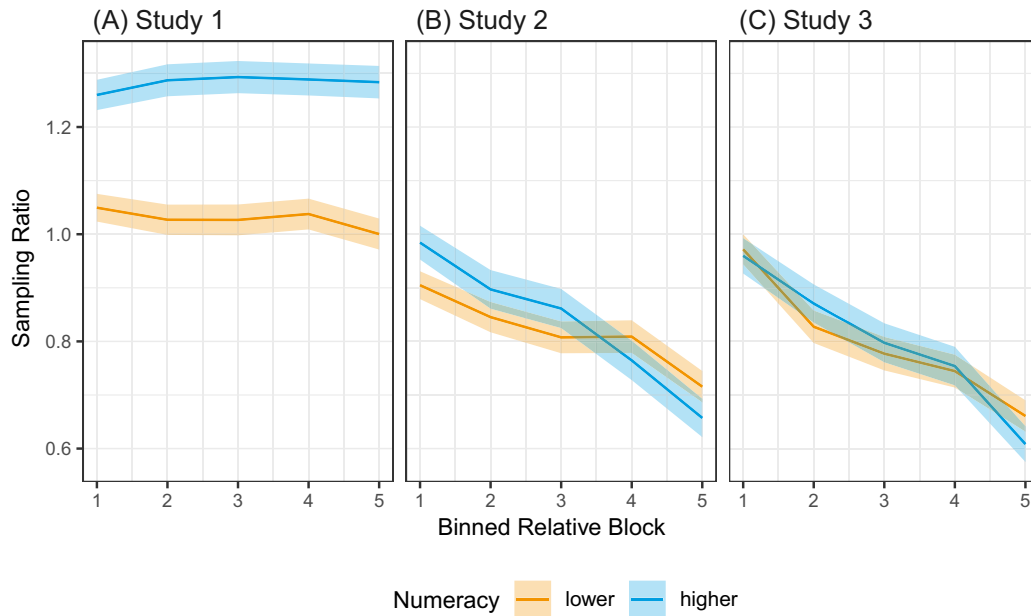 (A) Study 1
(B) Study 2
(C) Study 3
Sampling Ratio
1.2
1.0
0.8
0.6
1 2 3 4 5
1 2 3 4 5
1 2 3 4 5
Binned Relative Block
Numeracy lower higher